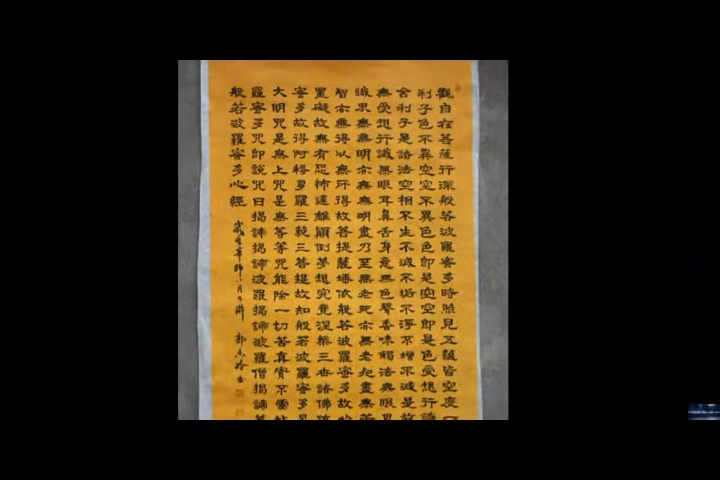 觀自在菩薩行深般若波羅蜜多時照見五蘊皆空度
利子色不異空空不異色色即是空空即是色受想行識
舍利子是諸法空相不生不滅不垢不淨不增不減是故
無受想行識無眼耳鼻舌身意無色聲香味觸法無眼界
識界無無明亦無無明盡乃至無老死亦無老死盡無苦
智亦無得以無所得故菩提薩埵依般若波羅蜜多故
罣礙故無有恐怖遠離顛倒夢想究竟涅槃三世諸佛依
蜜多故得阿耨多羅三藐三菩提故知般若波羅蜜多是
大明咒是無上咒是無等等咒能除一切苦真實不虛故
羅蜜多咒即說咒曰揭諦揭諦波羅揭諦波羅僧揭諦菩
般若波羅蜜多心經
辛卯八月